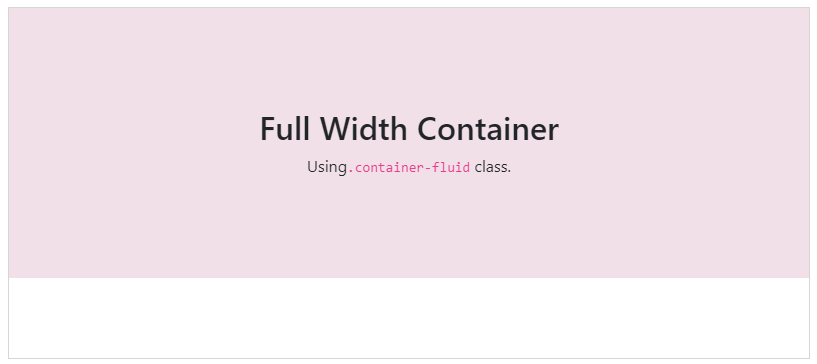 Full Width Container
Using.container-fluid class.